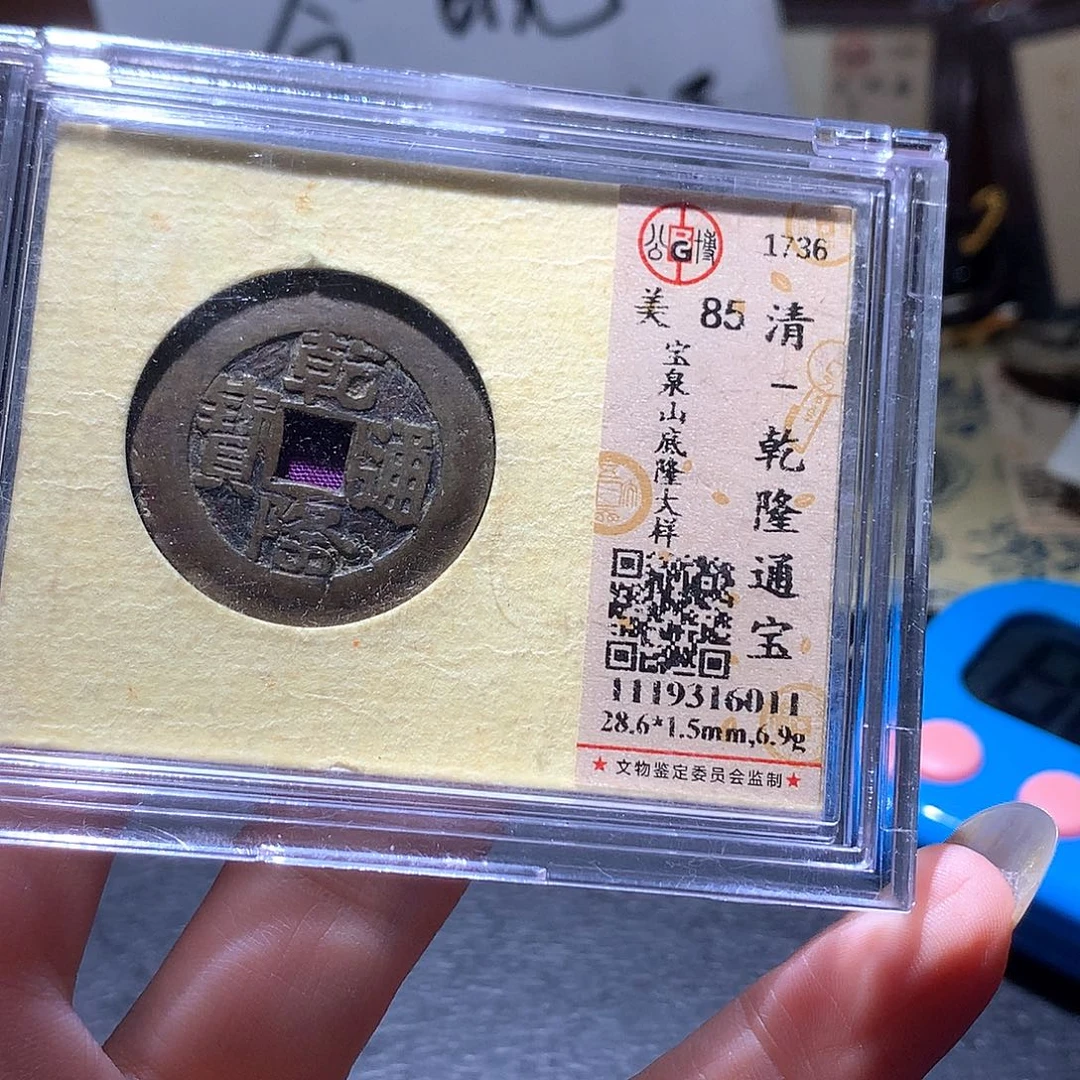 乾隆通寶
公博
G
1736
美 85
清一乾隆通宝
宝泉山底隆大样
1119316011
28.6*1.5mm,6.9g
★文物鉴定委员会监制★